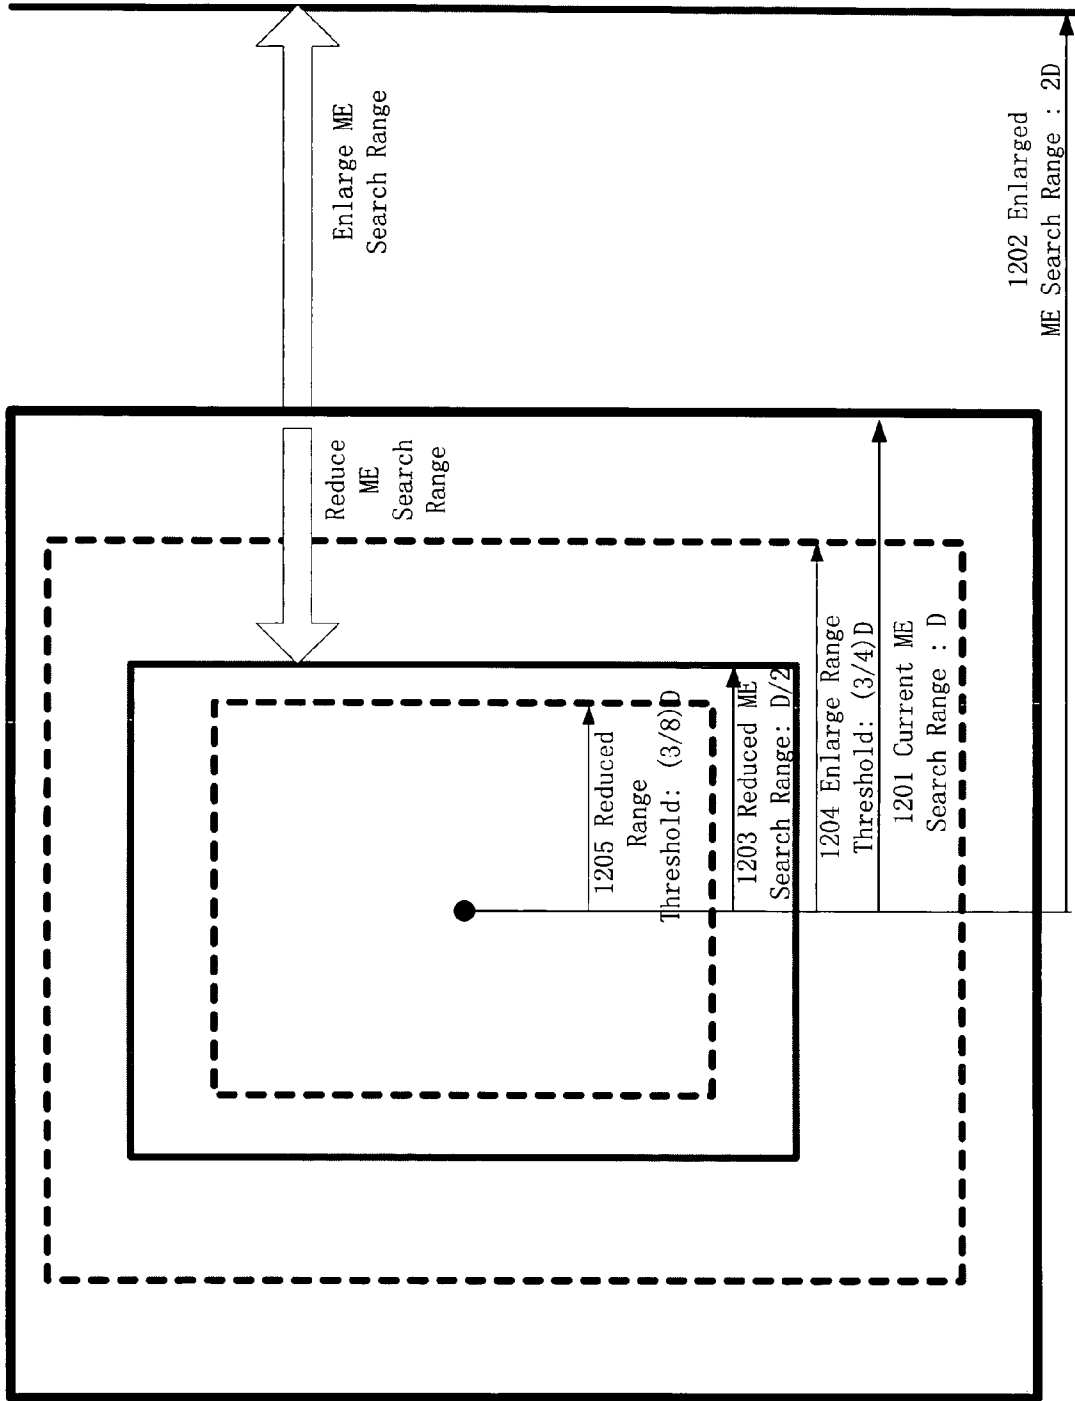 Enlarge ME
Search Range
Reduce
ME
Search
Range
1205 Reduced
Range
Threshold: (3/8)D
1203 Reduced ME
Search Range: D/2
1204 Enlarge Range
Threshold: (3/4)D
1201 Current ME
Search Range : D
1202 Enlarged
ME Search Range : 2D